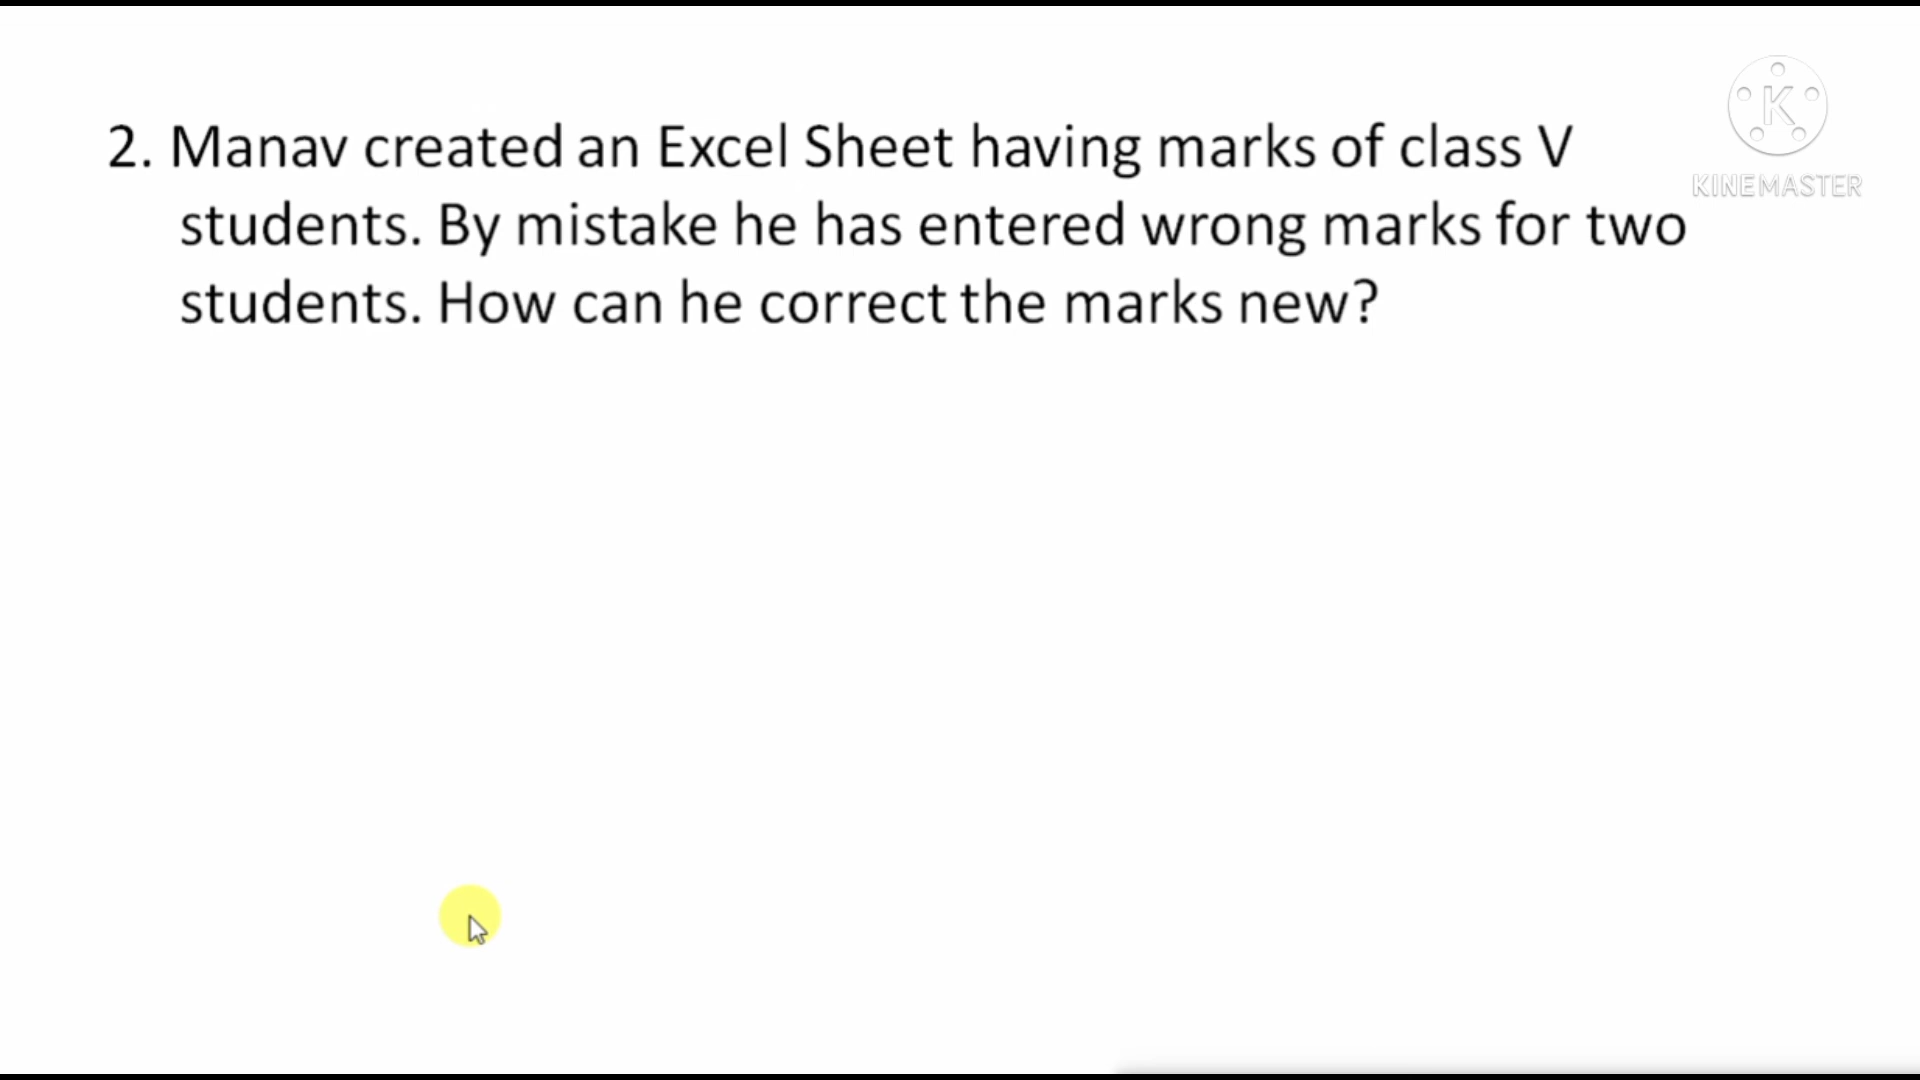 2. Manav created an Excel Sheet having marks of class V
students. By mistake he has entered wrong marks for two
students. How can he correct the marks new?
K
KINEMASTER